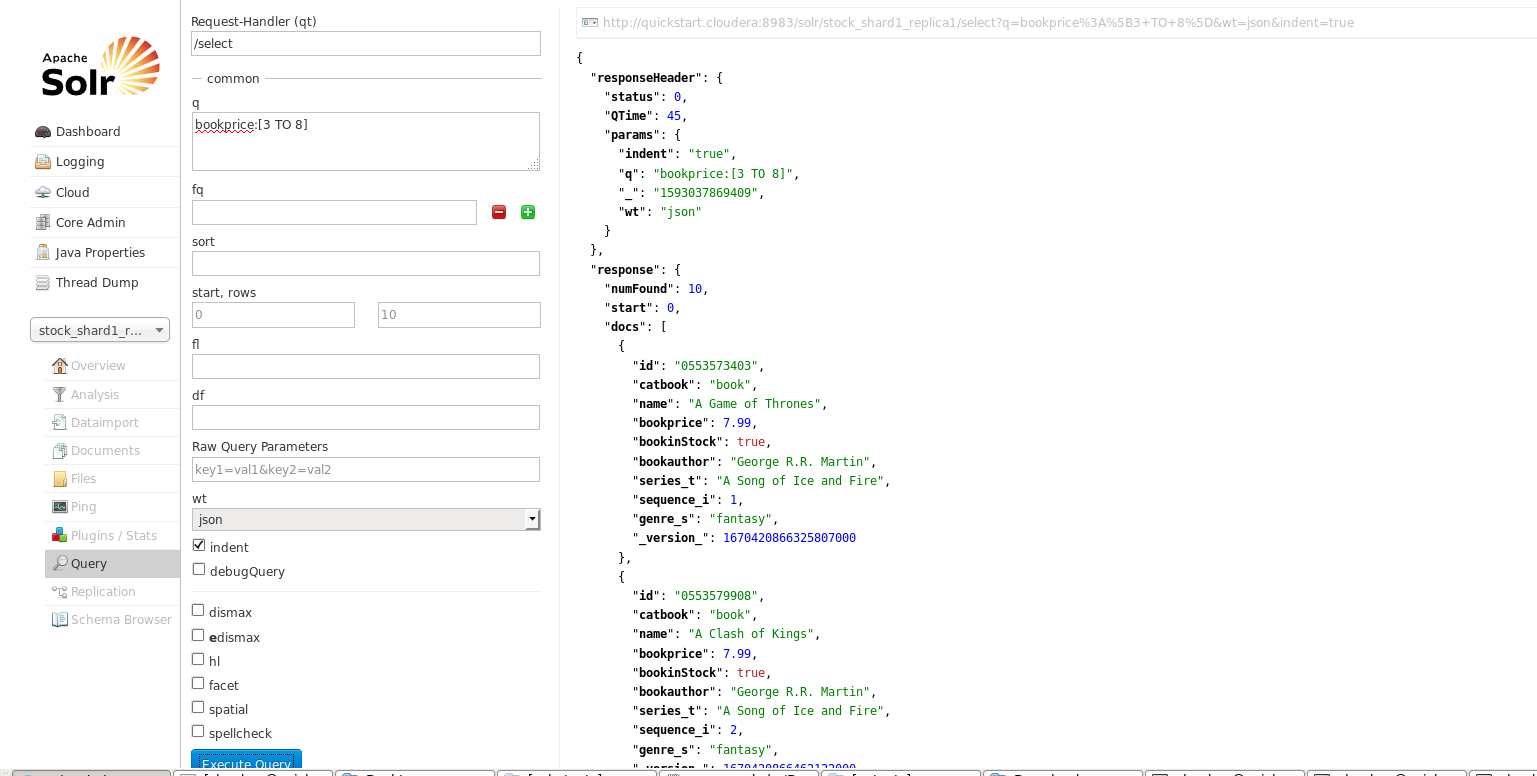 Apache
Solr
Dashboard
Logging
Cloud
Core Admin
Java Properties
Thread Dump
stock_shard1_r...
Overview
Analysis
Dataimport
Documents
Files
Ping
Plugins / Stats
Query
Replication
Schema Browser
Request-Handler (qt)
/select
common
q
bookprice:[3 TO 8]
fq
sort
start, rows
0
10
fl
df
Raw Query Parameters
key1=val1&key2=val2
wt
json
indent
debugQuery
dismax
edismax
hl
facet
spatial
spellcheck
Execute Query
http://quickstart.cloudera:8983/solr/stock_shard1_replica1/select?q=bookprice%3A%5B3+TO+8%5D&wt=json&indent=true
{
"responseHeader": {
"status": 0,
"QTime": 45,
"params": {
"indent": "true",
"q": "bookprice:[3 TO 8]",
"_": "1593037869409",
"wt": "json"
}
},
"response": {
"numFound": 10,
"start": 0,
"docs": [
{
"id": "0553573403",
"catbook": "book",
"name": "A Game of Thrones",
"bookprice": 7.99,
"bookinStock": true,
"bookauthor": "George R.R. Martin",
"series_t": "A Song of Ice and Fire",
"sequence_i": 1,
"genre_s": "fantasy",
"_version_": 1670420866325807000
},
{
"id": "0553579908",
"catbook": "book",
"name": "A Clash of Kings",
"bookprice": 7.99,
"bookinStock": true,
"bookauthor": "George R.R. Martin",
"series_t": "A Song of Ice and Fire",
"sequence_i": 2,
"genre_s": "fantasy",